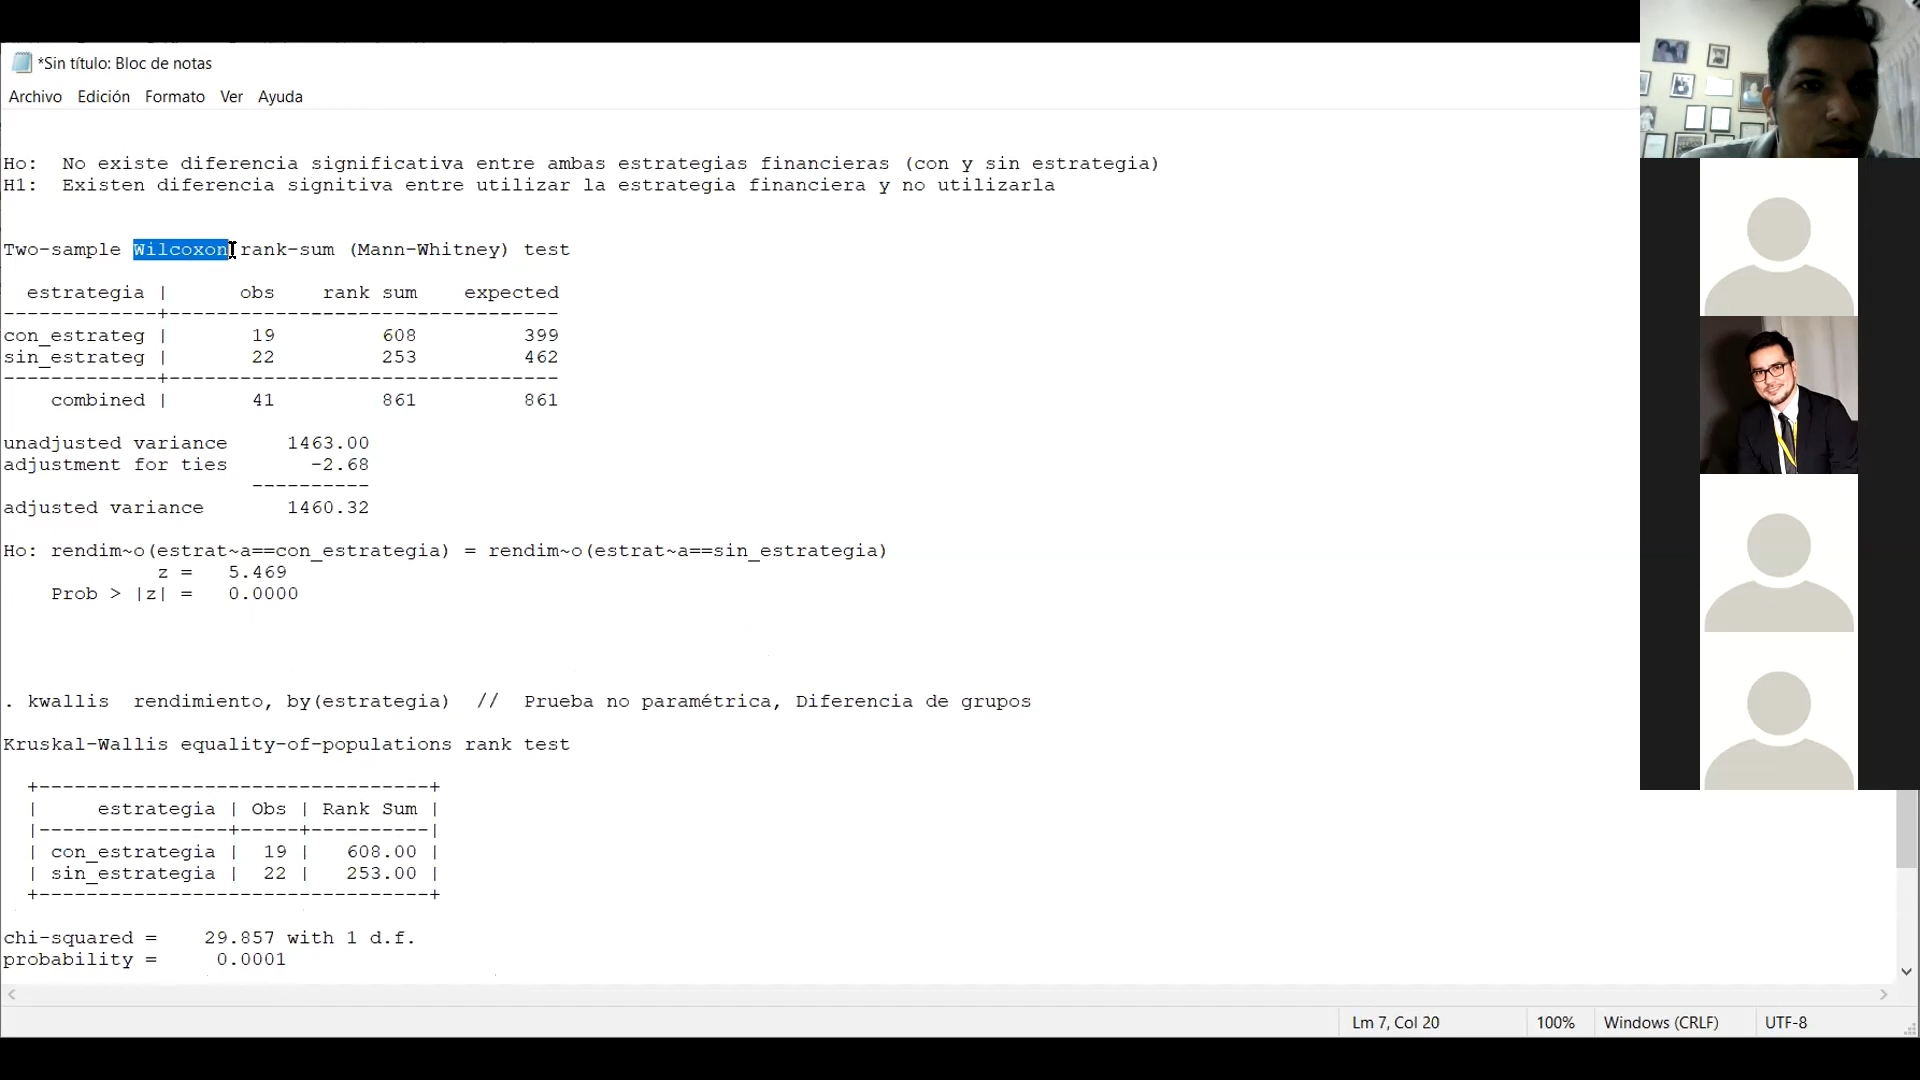 *Sin título: Bloc de notas
Archivo Edición Formato Ver Ayuda
Ho: No existe diferencia significativa entre ambas estrategias financieras (con y sin estrategia)
H1: Existen diferencia signitiva entre utilizar la estrategia financiera y no utilizarla
Two-sample Wilcoxon rank-sum (Mann-Whitney) test
estrategia | obs rank sum expected
-------------+---------------------------------
con_estrateg | 19 608 399
sin_estrateg | 22 253 462
-------------+---------------------------------
combined | 41 861 861
unadjusted variance 1463.00
adjustment for ties -2.68
----------
adjusted variance 1460.32
Ho: rendim~o(estrat~a==con_estrategia) = rendim~o(estrat~a==sin_estrategia)
z = 5.469
Prob > |z| = 0.0000
. kwallis rendimiento, by(estrategia) // Prueba no paramétrica, Diferencia de grupos
Kruskal-Wallis equality-of-populations rank test
+---------------------------------+
| estrategia | Obs | Rank Sum |
|----------------+-----+----------|
| con_estrategia | 19 | 608.00 |
| sin_estrategia | 22 | 253.00 |
+---------------------------------+
chi-squared = 29.857 with 1 d.f.
probability = 0.0001
Lm 7, Col 20 100% Windows (CRLF) UTF-8